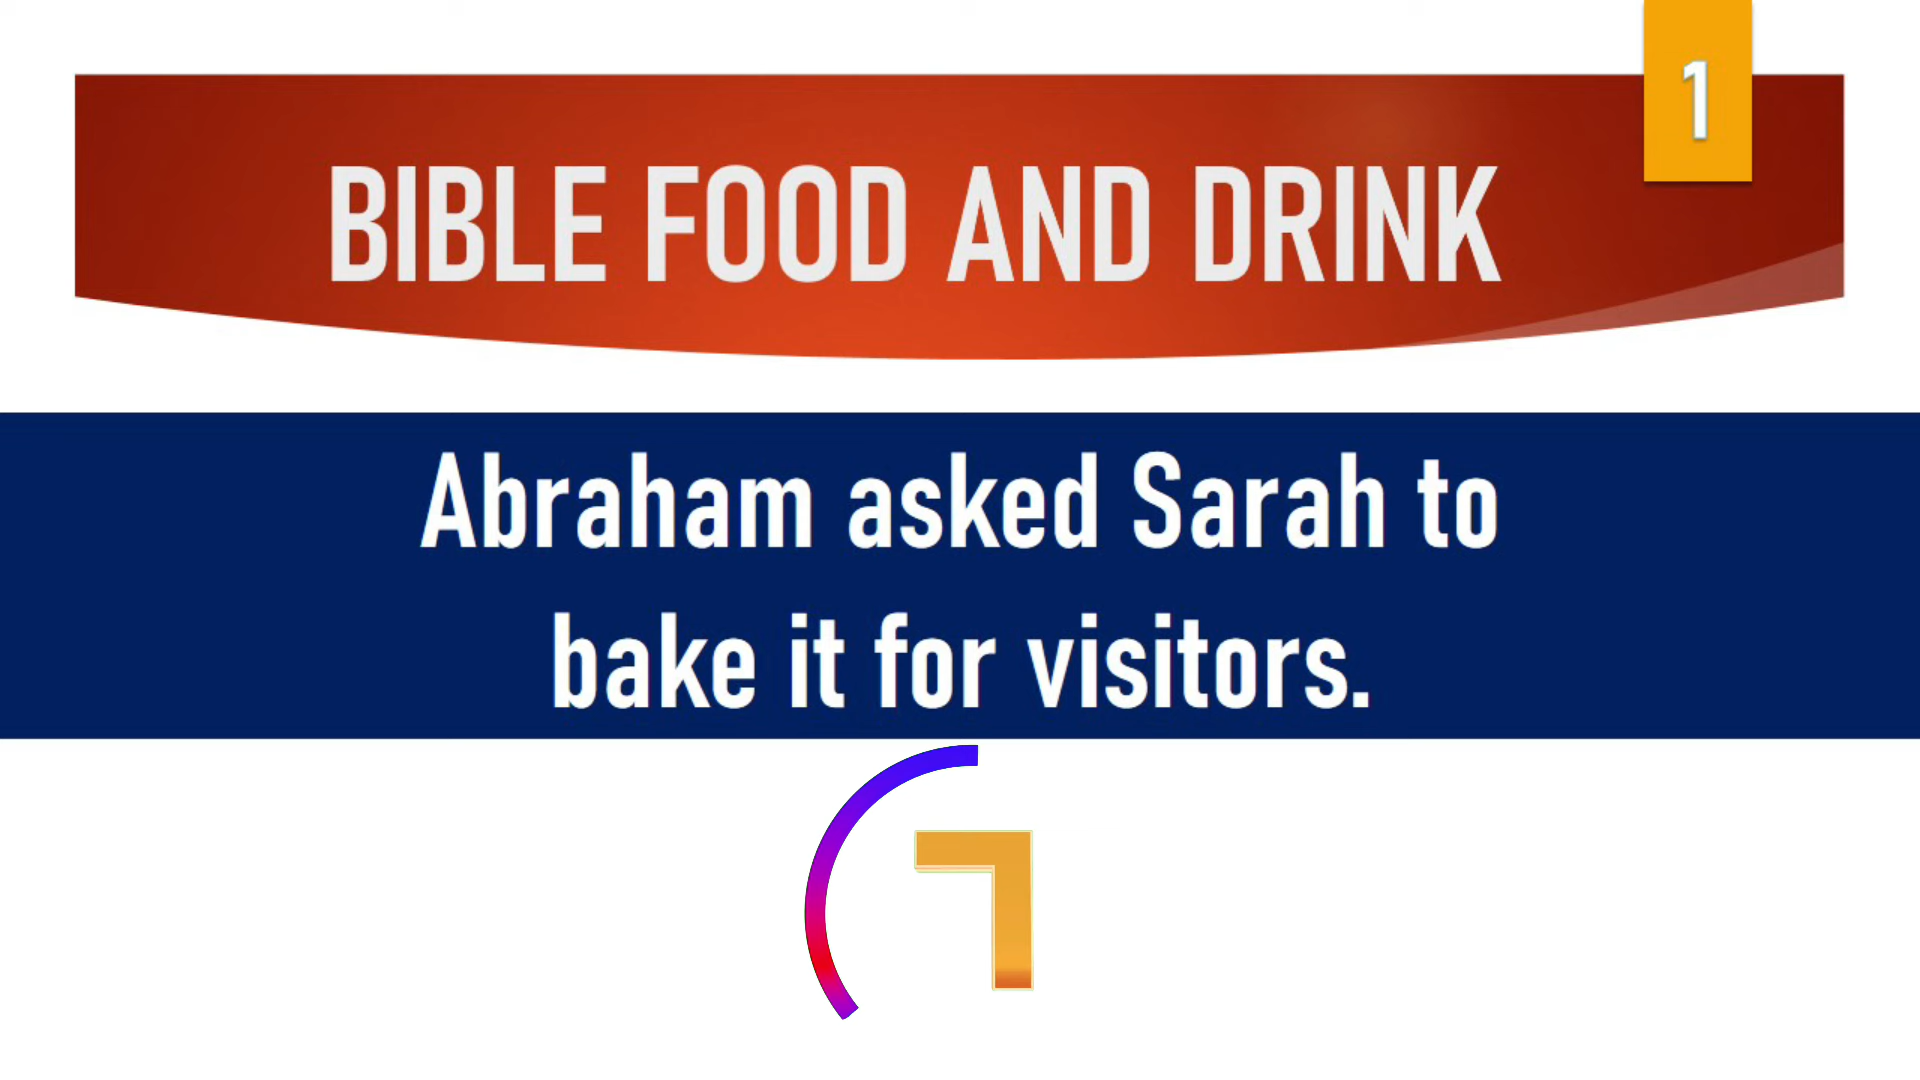 1
BIBLE FOOD AND DRINK
Abraham asked Sarah to
bake it for visitors.